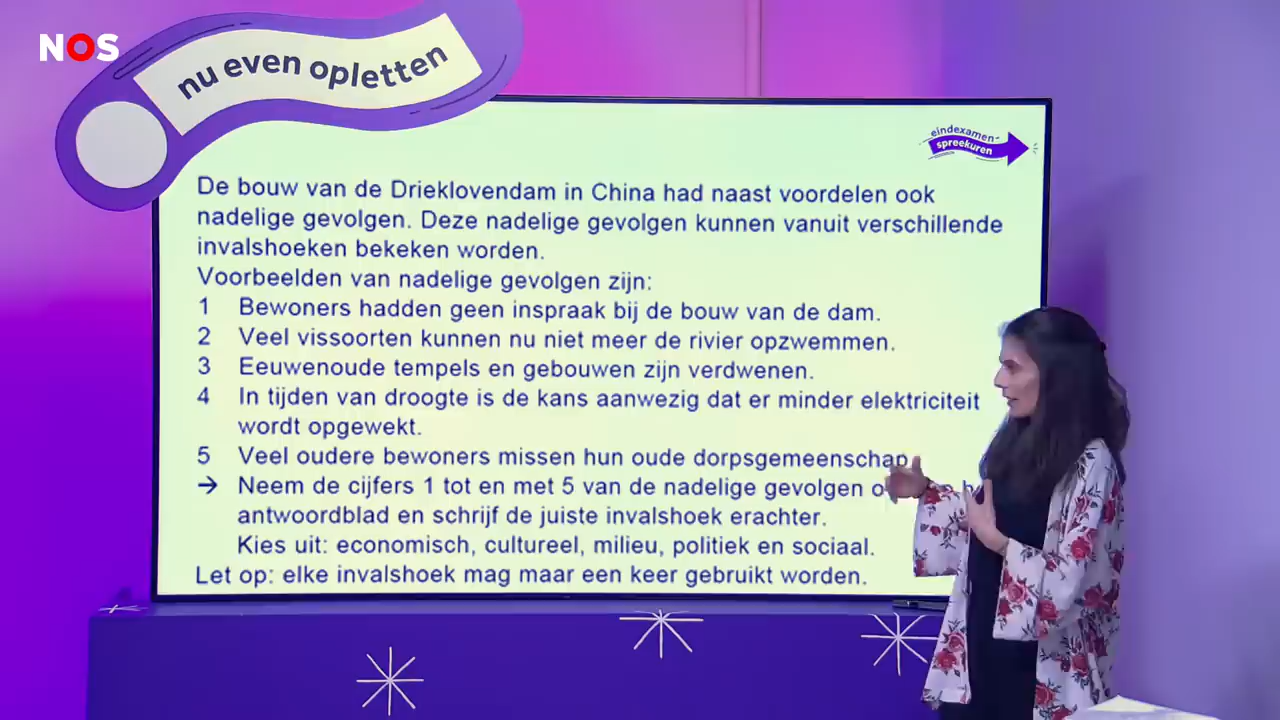 NOS
nu even opletten
eindexamen-
spreekuren
De bouw van de Drieklovendam in China had naast voordelen ook
nadelige gevolgen. Deze nadelige gevolgen kunnen vanuit verschillende
invalshoeken bekeken worden.
Voorbeelden van nadelige gevolgen zijn:
1 Bewoners hadden geen inspraak bij de bouw van de dam.
2 Veel vissoorten kunnen nu niet meer de rivier opzwemmen.
3 Eeuwenoude tempels en gebouwen zijn verdwenen.
4 In tijden van droogte is de kans aanwezig dat er minder elektriciteit
wordt opgewekt.
5 Veel oudere bewoners missen hun oude dorpsgemeenschap
→ Neem de cijfers 1 tot en met 5 van de nadelige gevolgen
antwoordblad en schrijf de juiste invalshoek erachter.
Kies uit: economisch, cultureel, milieu, politiek en sociaal.
Let op: elke invalshoek mag maar een keer gebruikt worden.